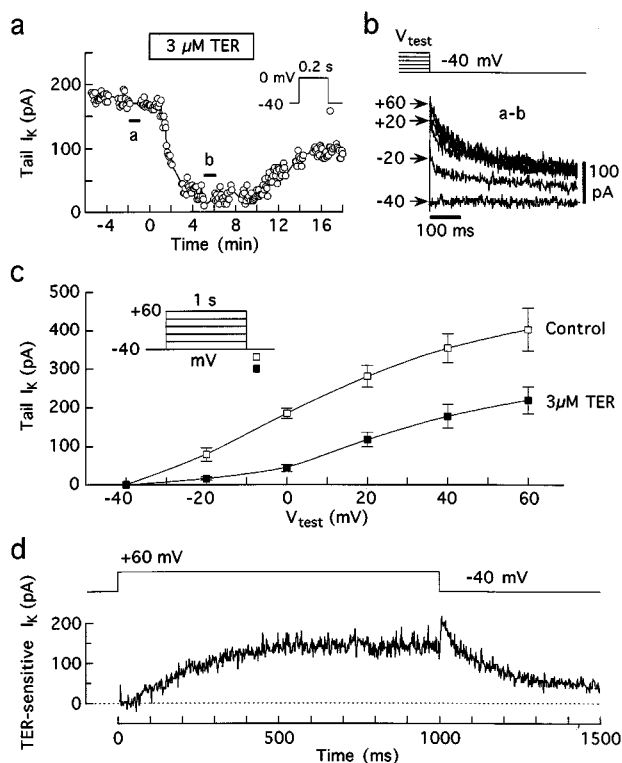 a
3 µM TER
Tail I_K (pA)
200
150
100
50
0
-4 0 4 8 12 16
Time (min)
a
b
0.2 s
0 mV
-40
b
V_test
-40 mV
+60
+20
-20
-40
a-b
100 pA
100 ms
c
Tail I_K (pA)
500
400
300
200
100
0
-40 -20 0 20 40 60
V_test (mV)
1 s
+60
-40
mV
Control
3µM TER
d
+60 mV
-40 mV
TER-sensitive I_K (pA)
200
100
0
0 500 1000 1500
Time (ms)